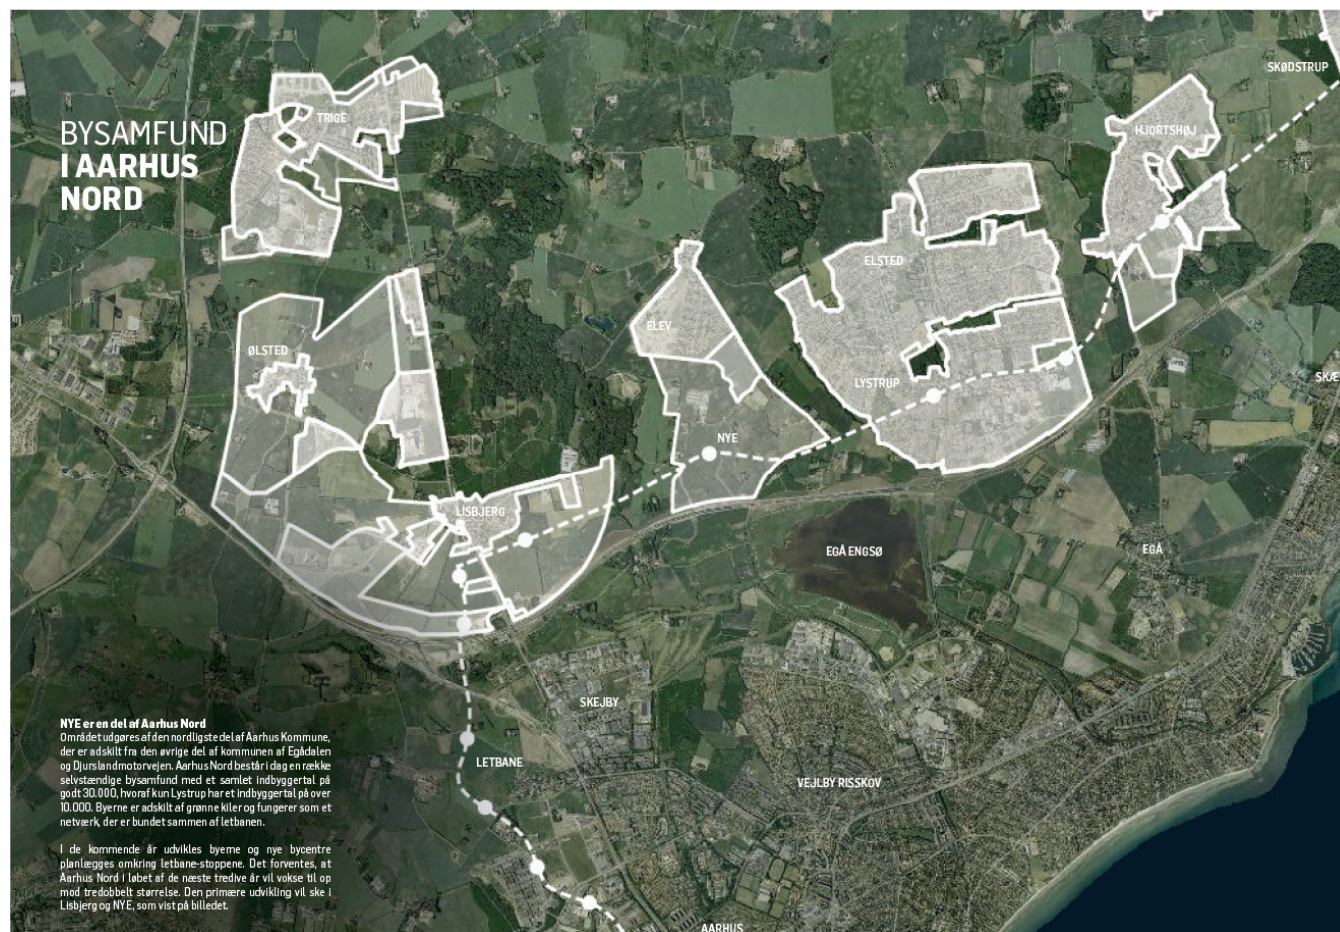 SKØDSTRUP
TRIGE
HJORTSHØJ
BYSAMFUND
I AARHUS
NORD
ELSTED
ELEV
ØLSTED
SKÆ
LYSTRUP
NYE
LISBJERG
EGÅ ENGSØ
EGÅ
SKEJBY
NYE er en del af Aarhus Nord
Området udgøres af den nordligste del af Aarhus Kommune,
der er adskilt fra den øvrige del af kommunen af Egådalen
og Djurslandmotorvejen. Aarhus Nord består i dag en række
selvstændige bysamfund med et samlet indbyggertal på
godt 30.000, hvoraf kun Lystrup har et indbyggertal på over
10.000. Byerne er adskilt af grønne kiler og fungerer som et
netværk, der er bundet sammen af letbanen.
I de kommende år udvikles byerne og nye bycentre
planlægges omkring letbane-stoppene. Det forventes, at
Aarhus Nord i løbet af de næste tredive år vil vokse til op
mod tredobbelt størrelse. Den primære udvikling vil ske i
Lisbjerg og NYE, som vist på billedet.
LETBANE
VEJLBY RISSKOV
AARHUS